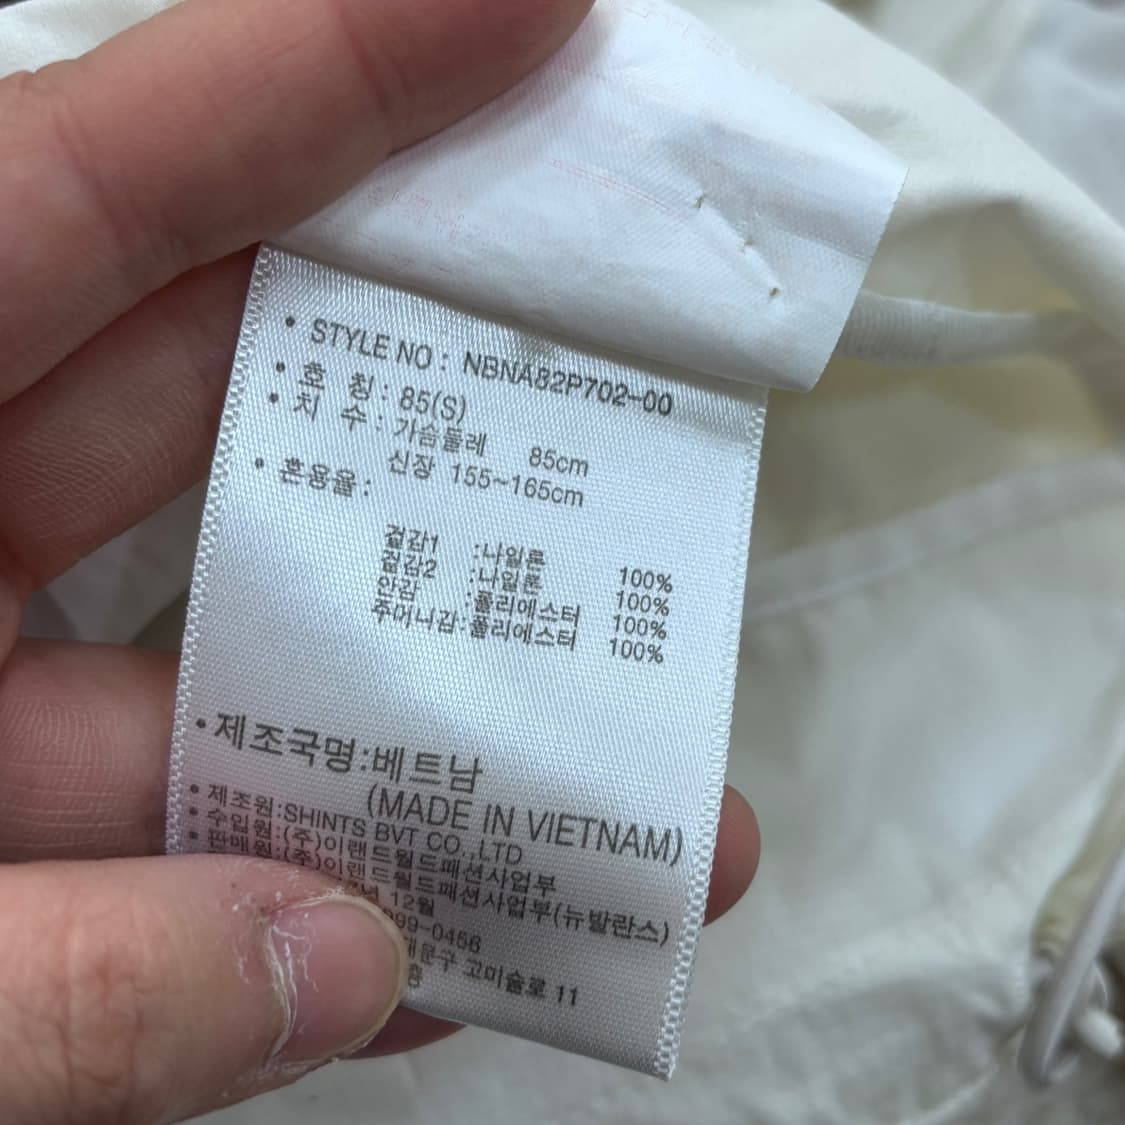 • STYLE NO : NBNA82P702-00
• 호 칭 : 85(S)
• 치 수 : 가슴둘레 85cm
신장 155~165cm
• 혼용율 :
겉감1 :나일론 100%
겉감2 :나일론 100%
안감 :폴리에스터 100%
주머니감:폴리에스터 100%
• 제조국명:베트남
(MADE IN VIETNAM)
• 제조원:SHINTS BVT CO.,LTD
• 수입원:(주)이랜드월드패션사업부
• 판매원:(주)이랜드월드패션사업부(뉴발란스)
12월
999-0456
고미술로 11
층